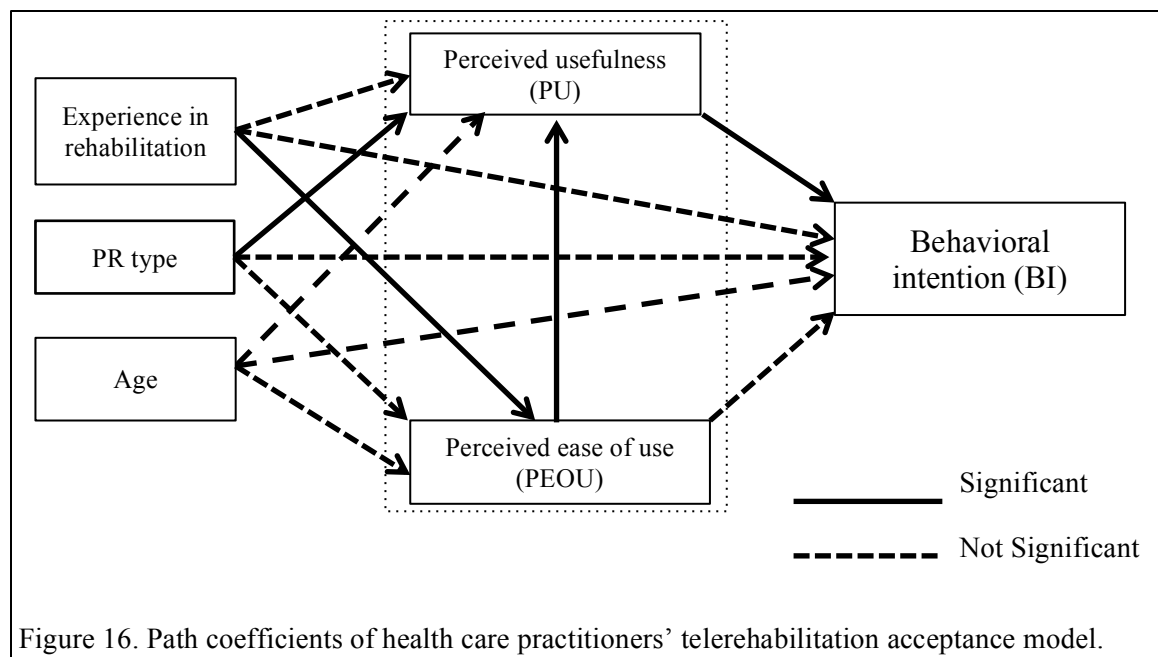 Perceived usefulness
(PU)
Experience in
rehabilitation
PR type
Age
Behavioral
intention (BI)
Perceived ease of use
(PEOU)
Significant
Not Significant
Figure 16. Path coefficients of health care practitioners’ telerehabilitation acceptance model.